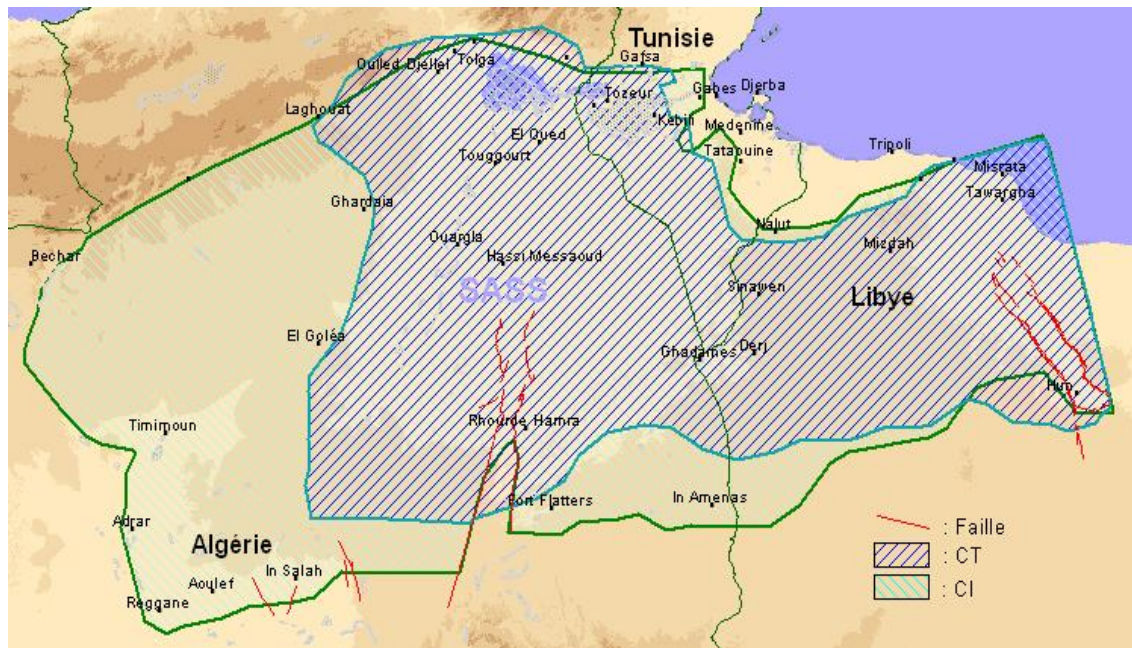 Tunisie
Gafsa
Tolga
Ouled Djellel
Tozeur
Gabes
Djerba
Laghouat
Kebili
Medenine
El Oued
Tripoli
Touggourt
Tataouine
Misrata
Tawargha
Ghardaia
Nalut
Ouargla
Mizdah
Bechar
Hassi Messaoud
SASS
Sinawen
Libye
El Goléa
Ghadames
Derj
Hun
Rhourde Hamra
Timimoun
Fort Flatters
In Amenas
Adrar
: Faille
Algérie
: CT
In Salah
Aoulef
: CI
Reggane